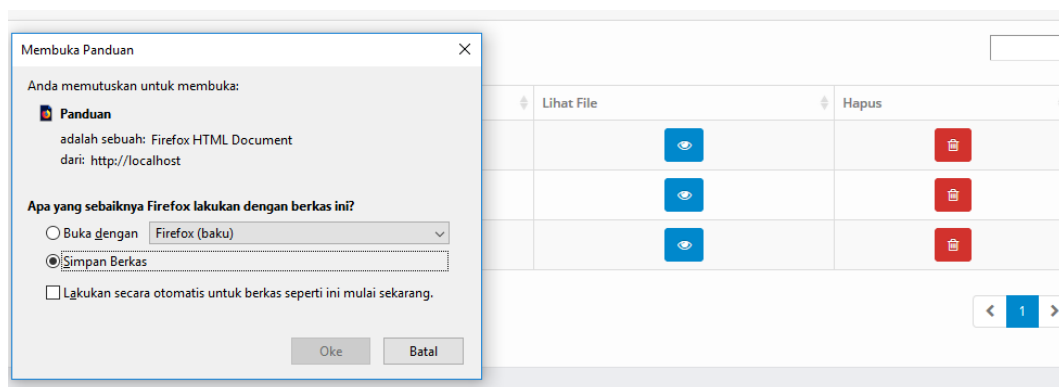 Membuka Panduan
Anda memutuskan untuk membuka:
Panduan
adalah sebuah: Firefox HTML Document
dari: http://localhost
Apa yang sebaiknya Firefox lakukan dengan berkas ini?
Buka dengan Firefox (baku)
Simpan Berkas
Lakukan secara otomatis untuk berkas seperti ini mulai sekarang.
Oke Batal
Lihat File Hapus
1